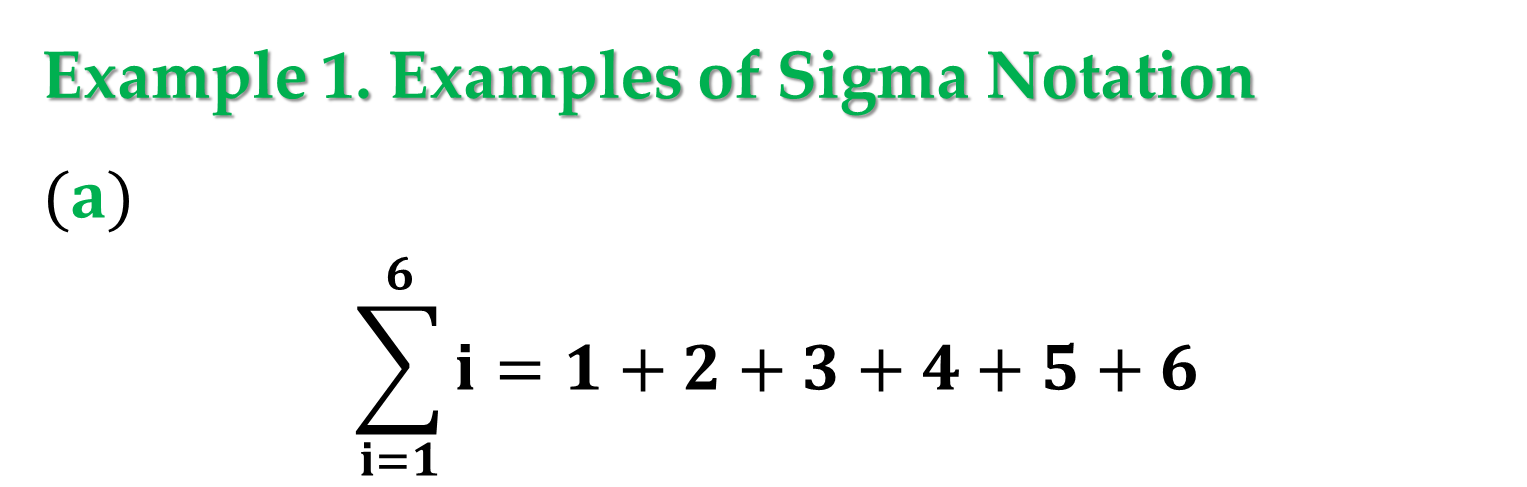 Example 1. Examples of Sigma Notation
(a)
6
∑ i = 1 + 2 + 3 + 4 + 5 + 6
i=1